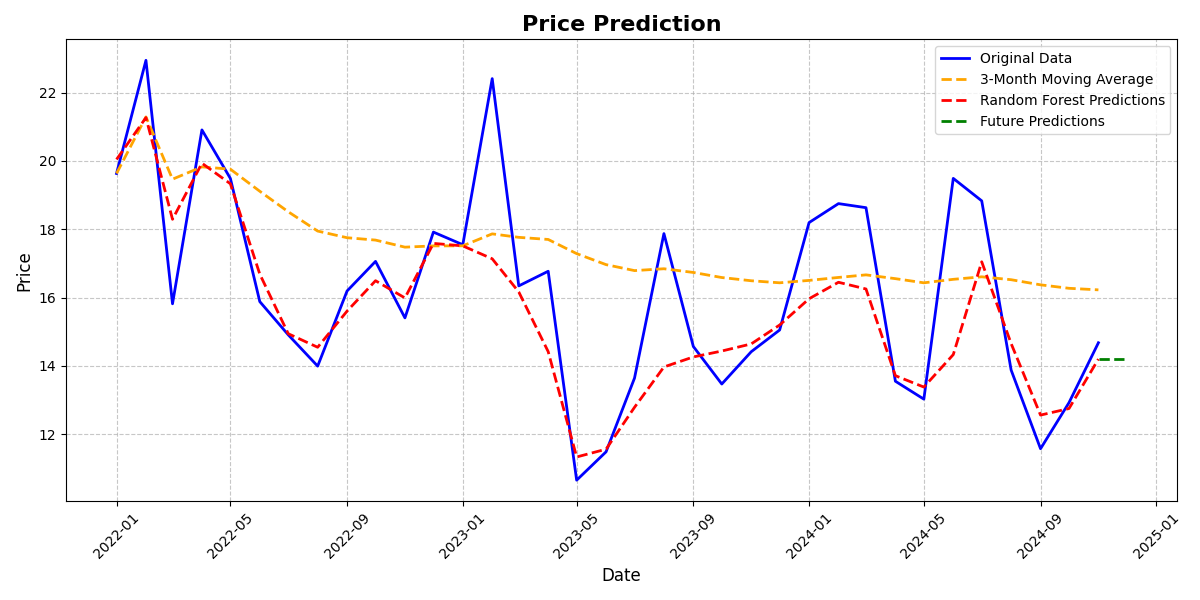 Price Prediction
Original Data
3-Month Moving Average
Random Forest Predictions
Future Predictions
Price
22
20
18
16
14
12
2022-01
2022-05
2022-09
2023-01
2023-05
2023-09
2024-01
2024-05
2024-09
2025-01
Date